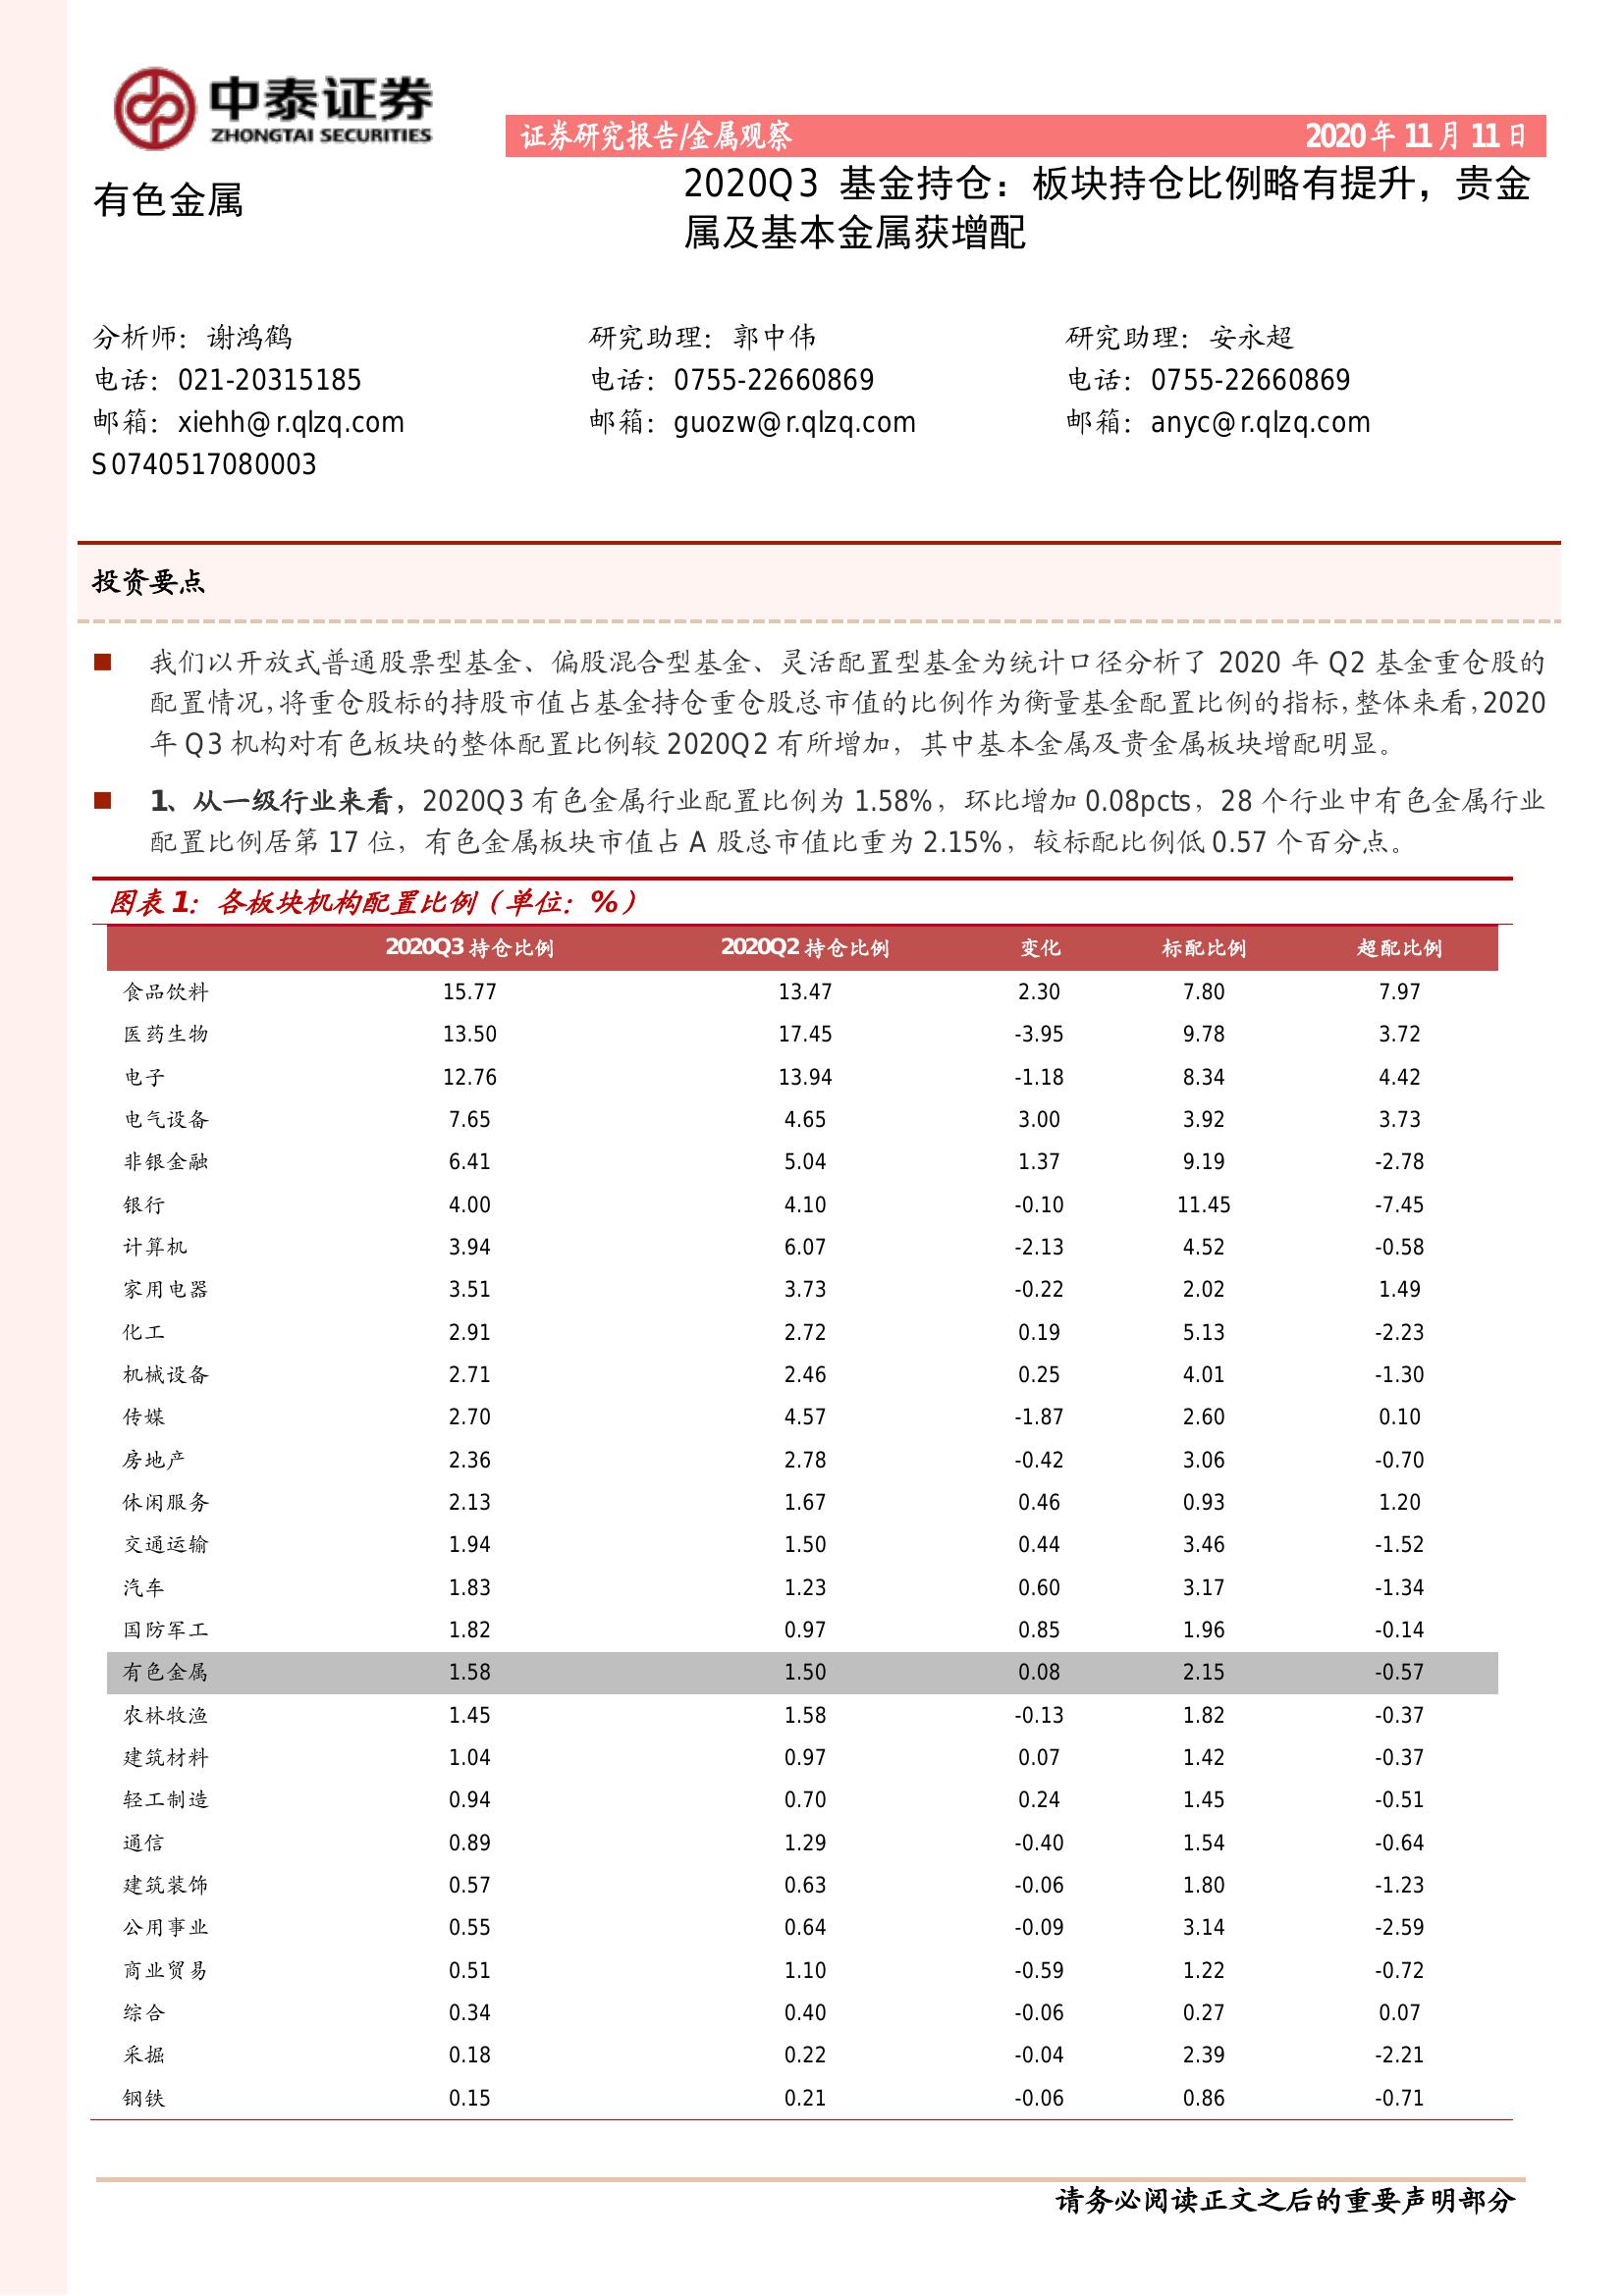 中泰证券
ZHONGTAI SECURITIES
证券研究报告/金属观察 2020年11月11日
有色金属
2020Q3 基金持仓：板块持仓比例略有提升，贵金
属及基本金属获增配
分析师：谢鸿鹤 研究助理：郭中伟 研究助理：安永超
电话：021-20315185 电话：0755-22660869 电话：0755-22660869
邮箱：xiehh@r.qlzq.com 邮箱：guozw@r.qlzq.com 邮箱：anyc@r.qlzq.com
S0740517080003
投资要点
■ 我们以开放式普通股票型基金、偏股混合型基金、灵活配置型基金为统计口径分析了 2020 年 Q2 基金重仓股的
配置情况，将重仓股标的持股市值占基金持仓重仓股总市值的比例作为衡量基金配置比例的指标，整体来看，2020
年 Q3 机构对有色板块的整体配置比例较 2020Q2 有所增加，其中基本金属及贵金属板块增配明显。
■ 1、从一级行业来看，2020Q3 有色金属行业配置比例为 1.58%，环比增加 0.08pcts，28 个行业中有色金属行业
配置比例居第 17 位，有色金属板块市值占 A 股总市值比重为 2.15%，较标配比例低 0.57 个百分点。
图表 1：各板块机构配置比例（单位：%）
2020Q3 持仓比例 2020Q2 持仓比例 变化 标配比例 超配比例
食品饮料 15.77 13.47 2.30 7.80 7.97
医药生物 13.50 17.45 -3.95 9.78 3.72
电子 12.76 13.94 -1.18 8.34 4.42
电气设备 7.65 4.65 3.00 3.92 3.73
非银金融 6.41 5.04 1.37 9.19 -2.78
银行 4.00 4.10 -0.10 11.45 -7.45
计算机 3.94 6.07 -2.13 4.52 -0.58
家用电器 3.51 3.73 -0.22 2.02 1.49
化工 2.91 2.72 0.19 5.13 -2.23
机械设备 2.71 2.46 0.25 4.01 -1.30
传媒 2.70 4.57 -1.87 2.60 0.10
房地产 2.36 2.78 -0.42 3.06 -0.70
休闲服务 2.13 1.67 0.46 0.93 1.20
交通运输 1.94 1.50 0.44 3.46 -1.52
汽车 1.83 1.23 0.60 3.17 -1.34
国防军工 1.82 0.97 0.85 1.96 -0.14
有色金属 1.58 1.50 0.08 2.15 -0.57
农林牧渔 1.45 1.58 -0.13 1.82 -0.37
建筑材料 1.04 0.97 0.07 1.42 -0.37
轻工制造 0.94 0.70 0.24 1.45 -0.51
通信 0.89 1.29 -0.40 1.54 -0.64
建筑装饰 0.57 0.63 -0.06 1.80 -1.23
公用事业 0.55 0.64 -0.09 3.14 -2.59
商业贸易 0.51 1.10 -0.59 1.22 -0.72
综合 0.34 0.40 -0.06 0.27 0.07
采掘 0.18 0.22 -0.04 2.39 -2.21
钢铁 0.15 0.21 -0.06 0.86 -0.71
请务必阅读正文之后的重要声明部分